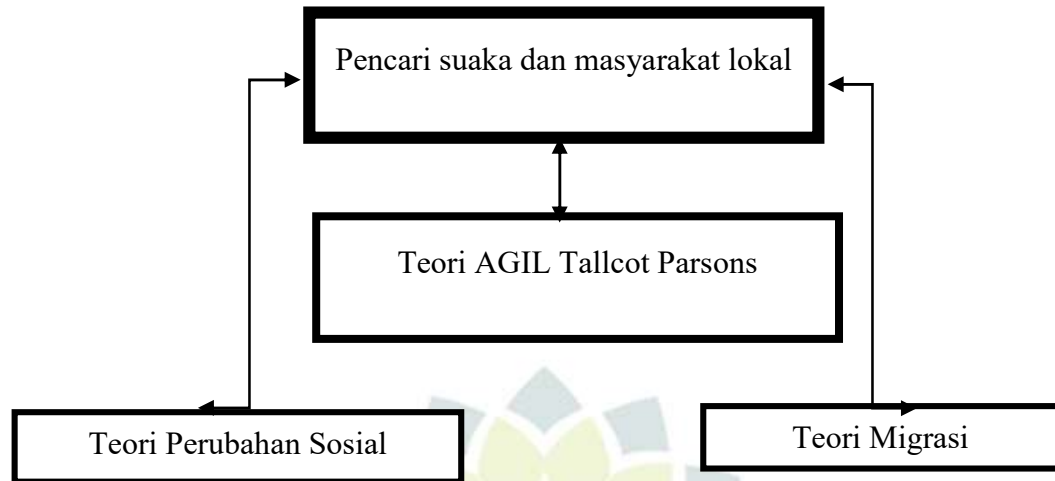 Pencari suaka dan masyarakat lokal
Teori AGIL Tallcot Parsons
Teori Perubahan Sosial
Teori Migrasi